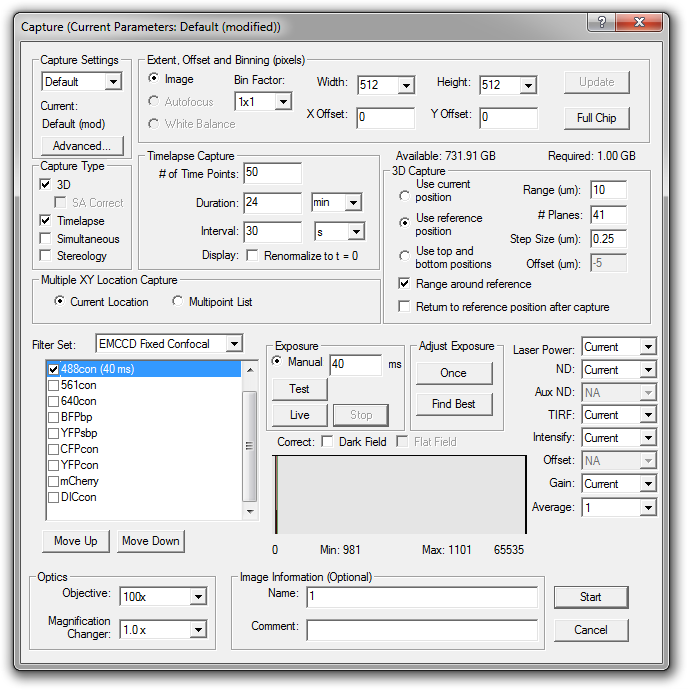 Capture (Current Parameters: Default (modified))
Capture Settings
Default
Current:
Default (mod)
Advanced...
Extent, Offset and Binning (pixels)
Image
Autofocus
White Balance
Bin Factor:
1x1
Width: 512
Height: 512
X Offset: 0
Y Offset: 0
Update
Full Chip
Capture Type
3D
SA Correct
Timelapse
Simultaneous
Stereology
Timelapse Capture
# of Time Points: 50
Duration: 24 min
Interval: 30 s
Display: Renormalize to t = 0
Available: 731.91 GB
Required: 1.00 GB
3D Capture
Use current
position
Use reference
position
Use top and
bottom positions
Range (um): 10
# Planes: 41
Step Size (um): 0.25
Offset (um): -5
Range around reference
Return to reference position after capture
Multiple XY Location Capture
Current Location
Multipoint List
Filter Set: EMCCD Fixed Confocal
488con (40 ms)
561con
640con
BFPbp
YFPsbp
CFPcon
YFPcon
mCherry
DICcon
Move Up
Move Down
Exposure
Manual 40 ms
Test
Live
Stop
Adjust Exposure
Once
Find Best
Correct: Dark Field Flat Field
0 Min: 981 Max: 1101 65535
Laser Power: Current
ND: Current
Aux ND: NA
TIRF: Current
Intensify: Current
Offset: NA
Gain: Current
Average: 1
Optics
Objective: 100x
Magnification
Changer: 1.0 x
Image Information (Optional)
Name: 1
Comment:
Start
Cancel